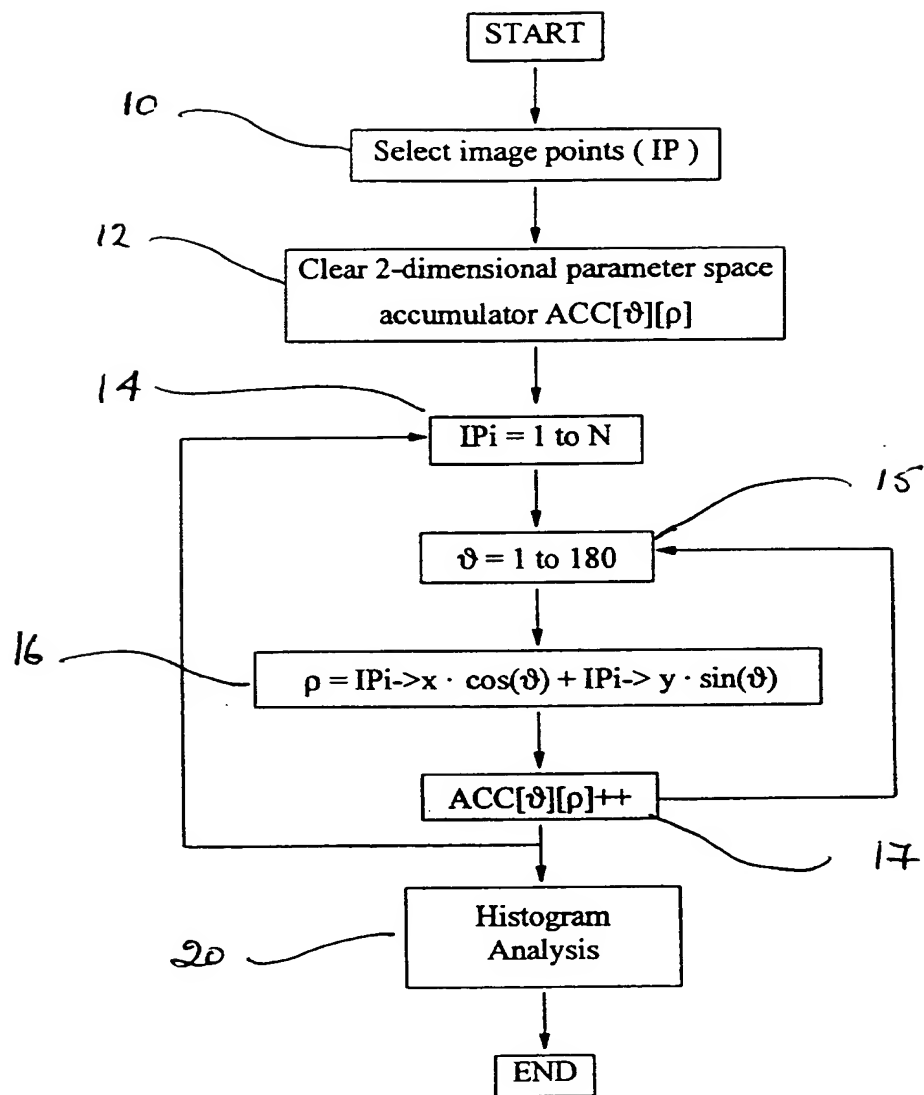 START
10
Select image points ( IP )
12
Clear 2-dimensional parameter space
accumulator ACC[ϑ][ρ]
14
IPi = 1 to N
15
ϑ = 1 to 180
16
ρ = IPi->x · cos(ϑ) + IPi-> y · sin(ϑ)
ACC[ϑ][ρ]++
17
Histogram
Analysis
20
END